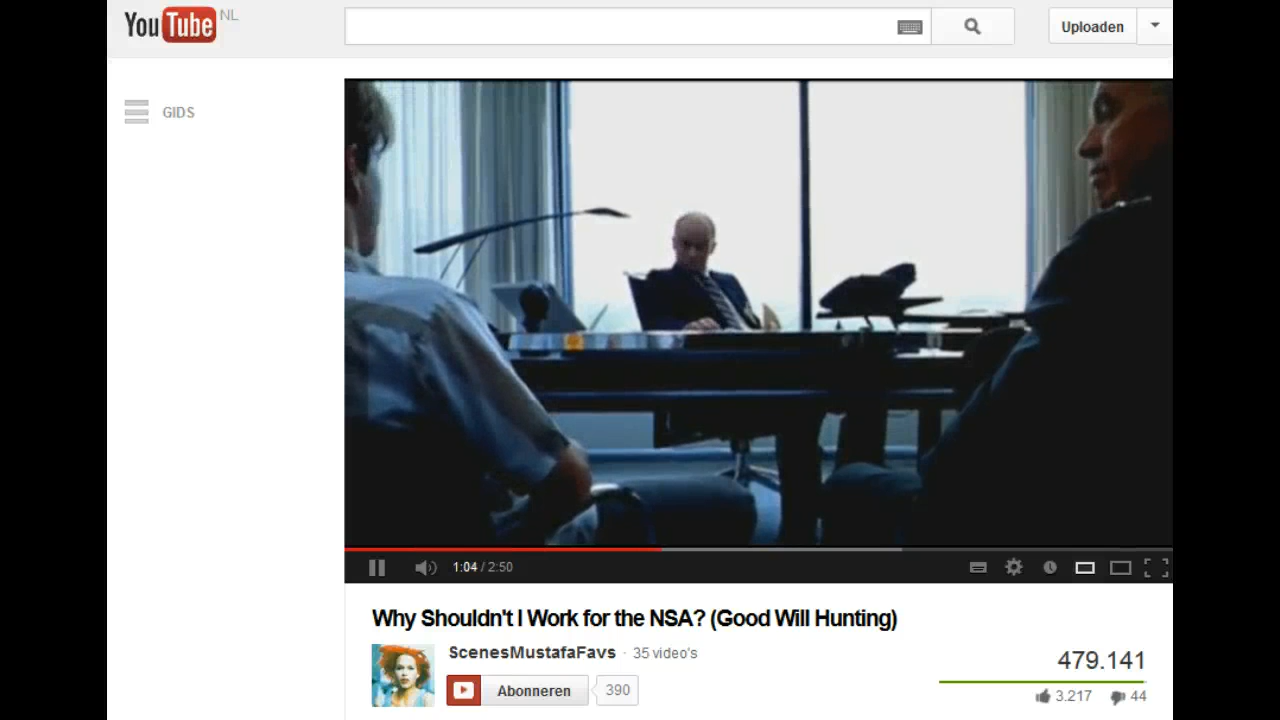 YouTube NL
Uploaden
GIDS
1:04 / 2:50
Why Shouldn't I Work for the NSA? (Good Will Hunting)
ScenesMustafaFavs · 35 video's
479.141
Abonneren 390
3.217 44